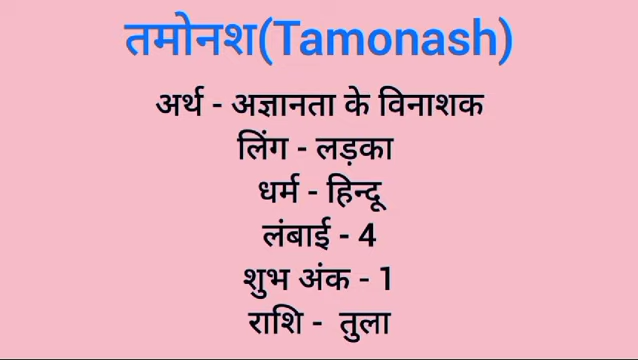 तमोनश(Tamonash)
अर्थ - अज्ञानता के विनाशक
लिंग - लड़का
धर्म - हिन्दू
लंबाई - 4
शुभ अंक - 1
राशि - तुला